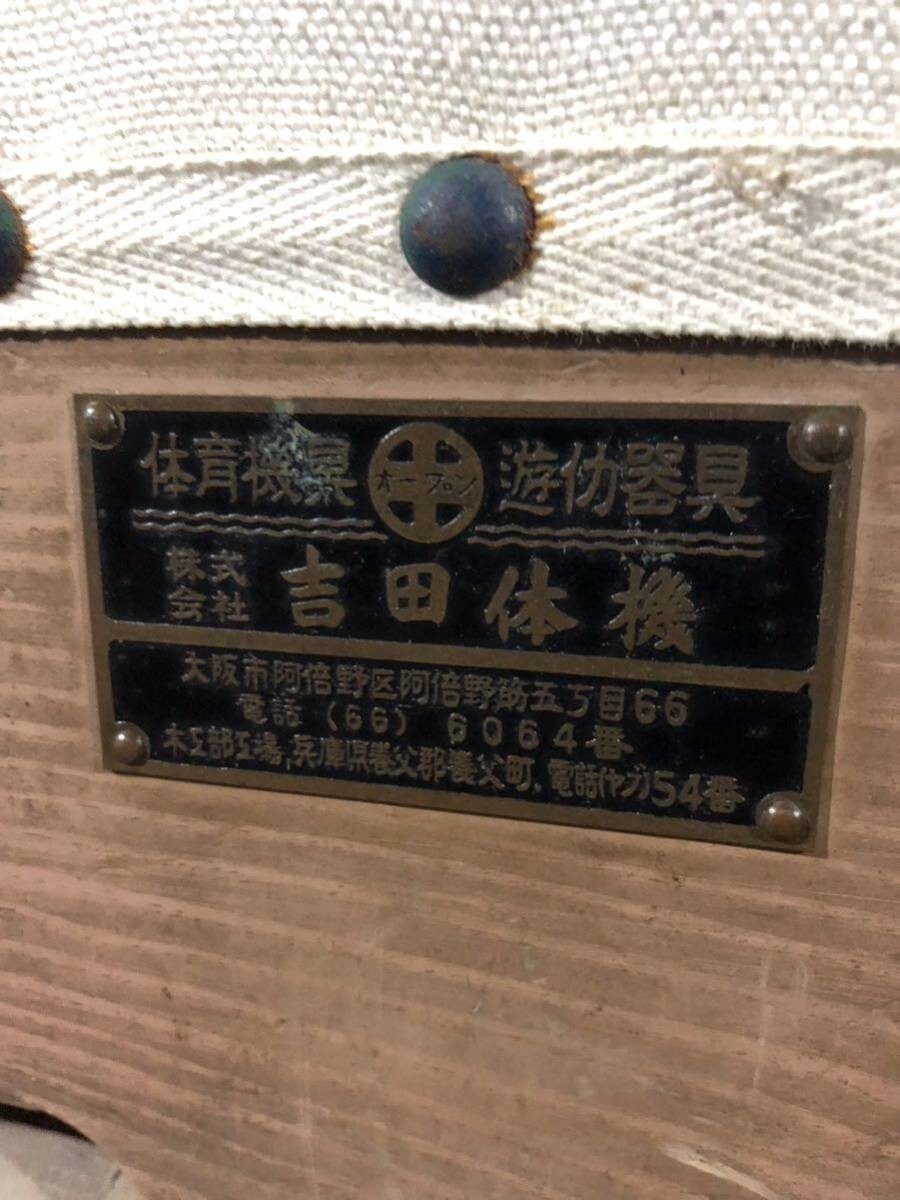 体育機具 オープン 遊仂器具
株式会社 吉田体機
大阪市阿倍野区阿倍野筋五丁目66
電話 (66) 6064番
木工部工場,兵庫県養父郡養父町.電話(ヤブ)54番